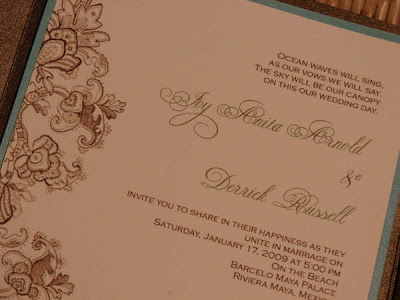 Ocean waves will sing,
as our vows we will say.
The sky will be our canopy
on this our wedding day.
Ivy Anita Arnold
&
Derrick Russell
invite you to share in their happiness as they
unite in marriage on
Saturday, January 17, 2009 at 5:00 pm
On the Beach
Barcelo Maya Palace
Riviera Maya,